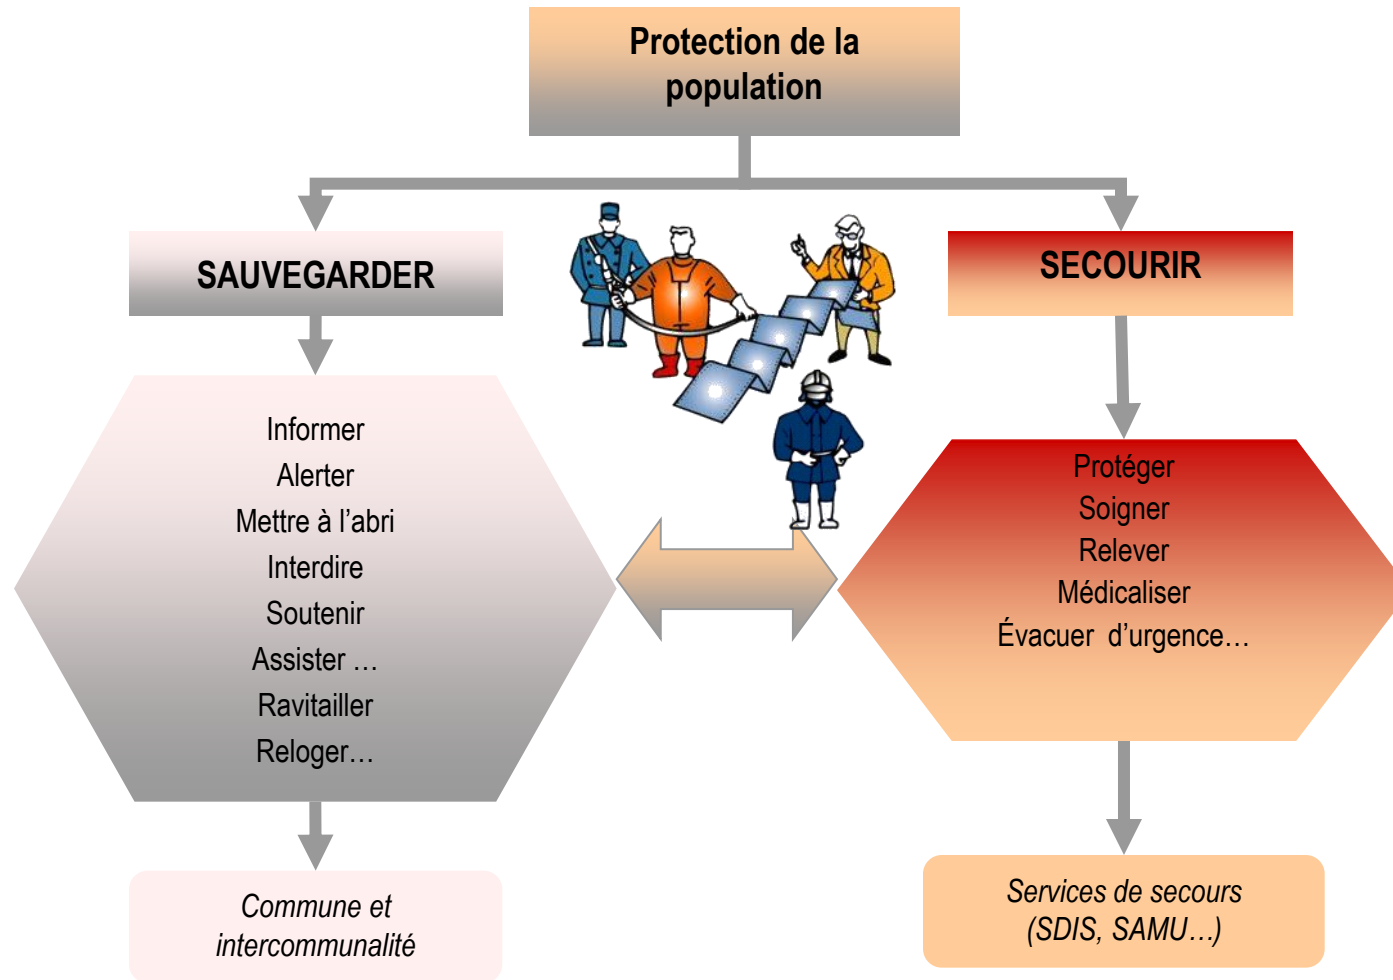 Protection de la
population
SAUVEGARDER
SECOURIR
Informer
Alerter
Mettre à l’abri
Interdire
Soutenir
Assister …
Ravitailler
Reloger…
Protéger
Soigner
Relever
Médicaliser
Évacuer  d’urgence…
Commune et
intercommunalité
Services de secours
(SDIS, SAMU…)